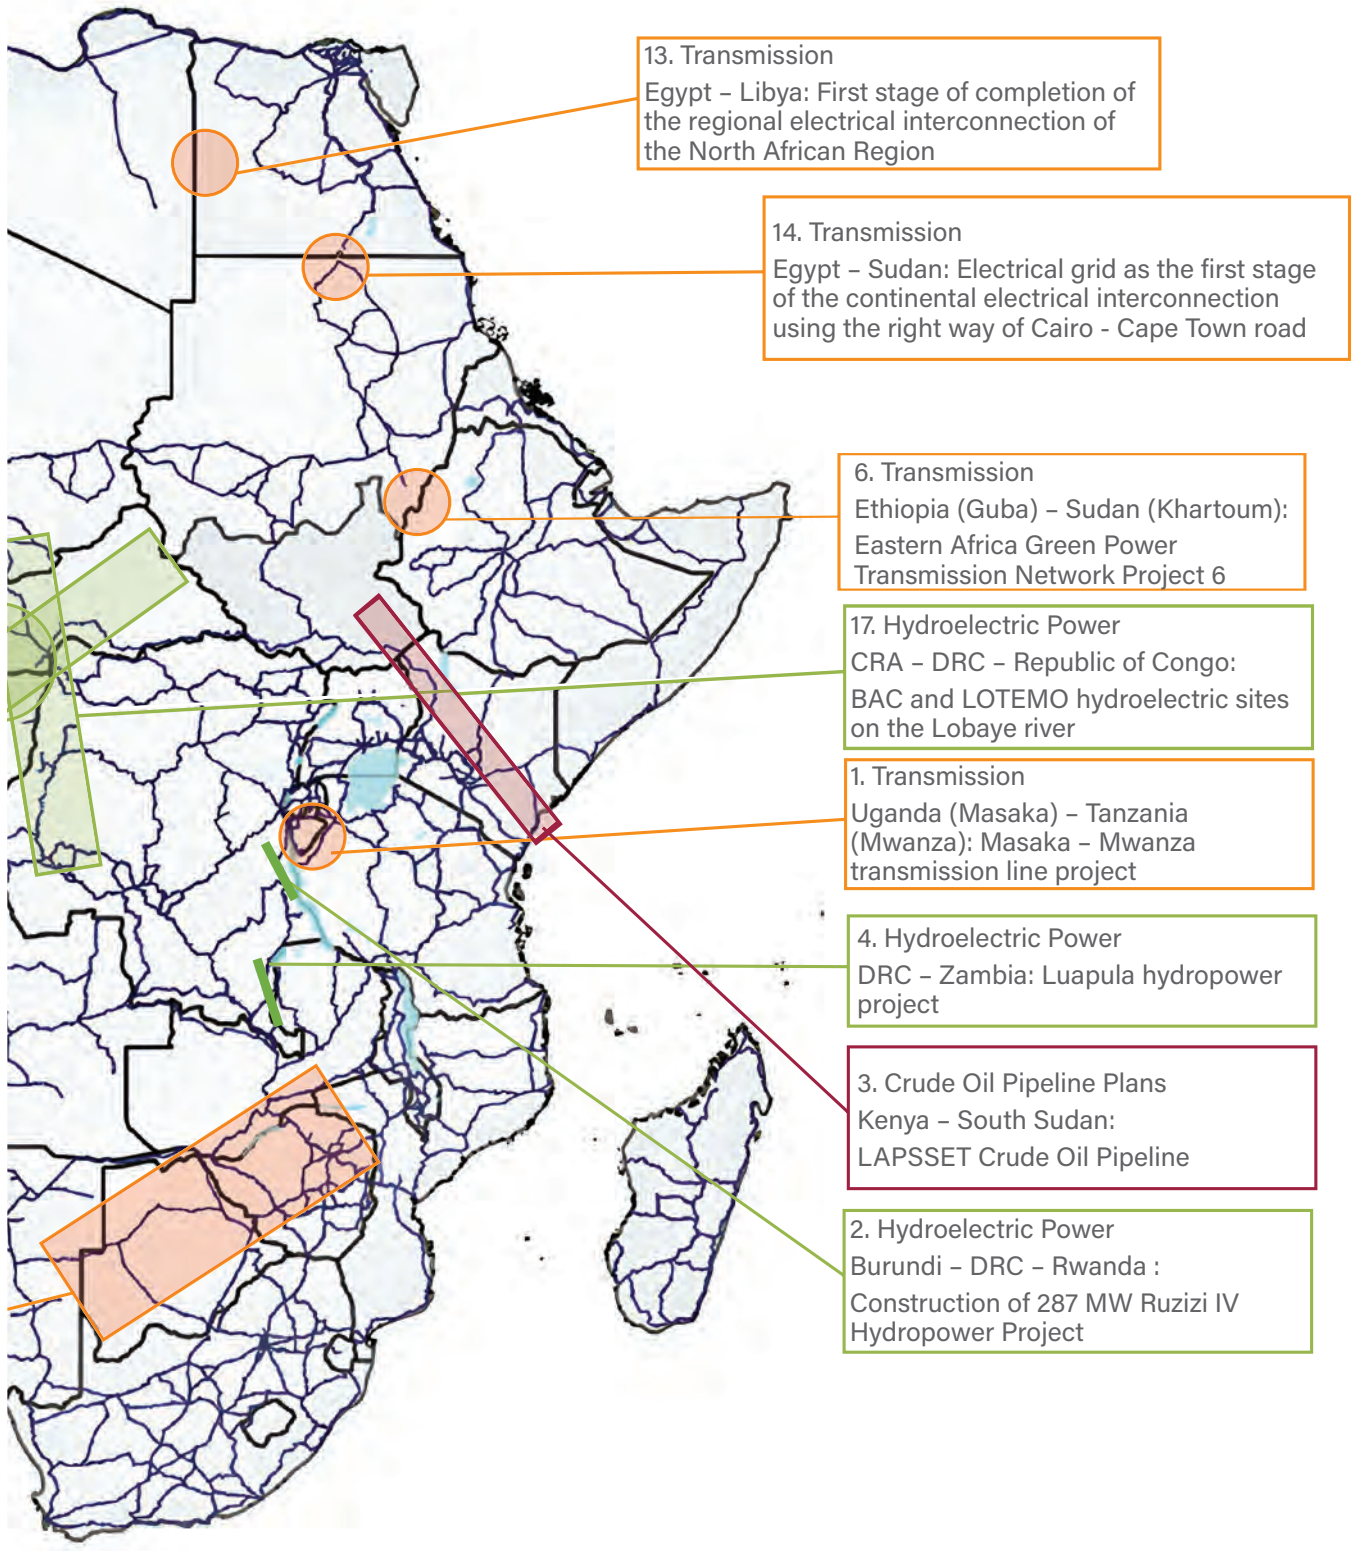 13. Transmission
Egypt – Libya: First stage of completion of
the regional electrical interconnection of
the North African Region
14. Transmission
Egypt – Sudan: Electrical grid as the first stage
of the continental electrical interconnection
using the right way of Cairo - Cape Town road
6. Transmission
Ethiopia (Guba) – Sudan (Khartoum):
Eastern Africa Green Power
Transmission Network Project 6
17. Hydroelectric Power
CRA – DRC – Republic of Congo:
BAC and LOTEMO hydroelectric sites
on the Lobaye river
1. Transmission
Uganda (Masaka) – Tanzania
(Mwanza): Masaka – Mwanza
transmission line project
4. Hydroelectric Power
DRC – Zambia: Luapula hydropower
project
3. Crude Oil Pipeline Plans
Kenya – South Sudan:
LAPSSET Crude Oil Pipeline
2. Hydroelectric Power
Burundi – DRC – Rwanda :
Construction of 287 MW Ruzizi IV
Hydropower Project